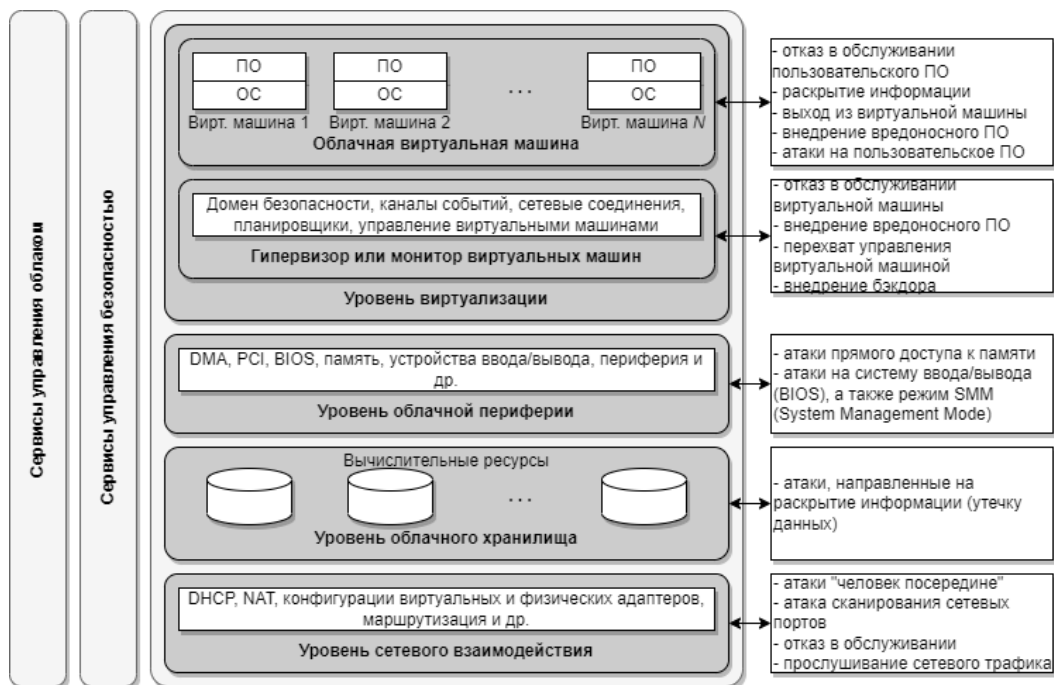 Сервисы управления облаком
Сервисы управления безопасностью
ПО
ОС
Вирт. машина 1
ПО
ОС
Вирт. машина 2
...
ПО
ОС
Вирт. машина N
Облачная виртуальная машина
Домен безопасности, каналы событий, сетевые соединения,
планировщики, управление виртуальными машинами
Гипервизор или монитор виртуальных машин
Уровень виртуализации
DMA, PCI, BIOS, память, устройства ввода/вывода, периферия и
др.
Уровень облачной периферии
Вычислительные ресурсы
...
Уровень облачного хранилища
DHCP, NAT, конфигурации виртуальных и физических адаптеров,
маршрутизация и др.
Уровень сетевого взаимодействия
- отказ в обслуживании
пользовательского ПО
- раскрытие информации
- выход из виртуальной машины
- внедрение вредоносного ПО
- атаки на пользовательское ПО
- отказ в обслуживании
виртуальной машины
- внедрение вредоносного ПО
- перехват управления
виртуальной машиной
- внедрение бэкдора
- атаки прямого доступа к памяти
- атаки на систему ввода/вывода
(BIOS), а также режим SMM
(System Management Mode)
- атаки, направленные на
раскрытие информации (утечку
данных)
- атаки "человек посередине"
- атака сканирования сетевых
портов
- отказ в обслуживании
- прослушивание сетевого трафика